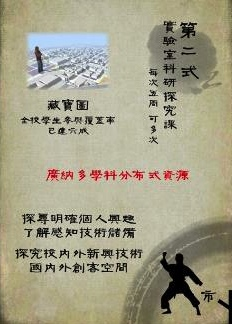 第二式
實驗室科研探究課
每次五周 可多次
藏寶圖
全校學生參與覆蓋率
已達六成
廣納多學科分布式資源
探尋明確個人興趣
了解感知技術儲備
探究校內外新興技術
國內外創客空間